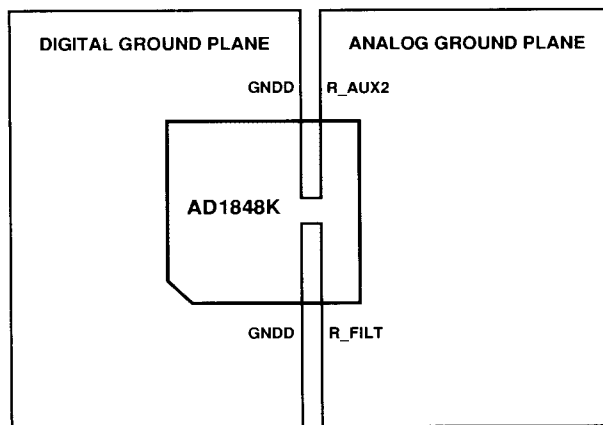 DIGITAL GROUND PLANE
ANALOG GROUND PLANE
GNDD
R_AUX2
AD1848K
GNDD
R_FILT